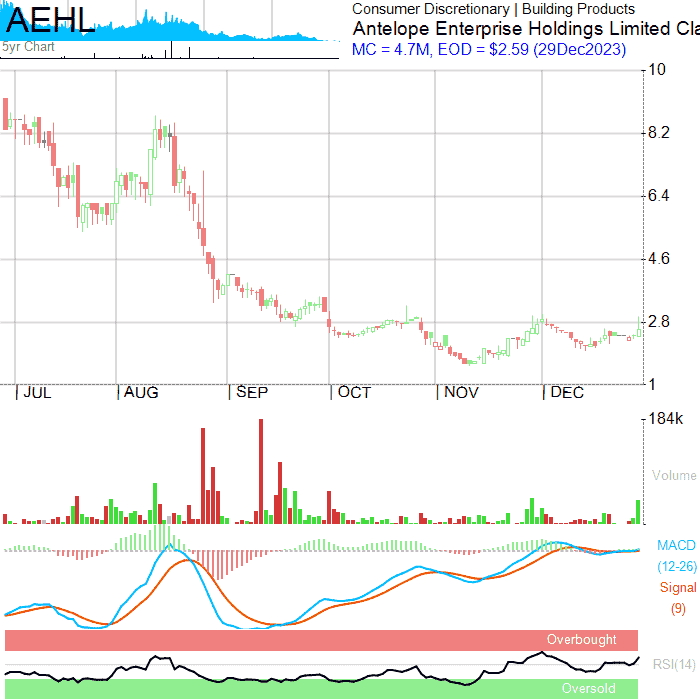 AEHL
5yr Chart
Consumer Discretionary | Building Products
Antelope Enterprise Holdings Limited Cla
MC = 4.7M, EOD = $2.59 (29Dec2023)
10
8.2
6.4
4.6
2.8
1
JUL AUG SEP OCT NOV DEC
184k
Volume
MACD
(12-26)
Signal
(9)
Overbought
RSI(14)
Oversold